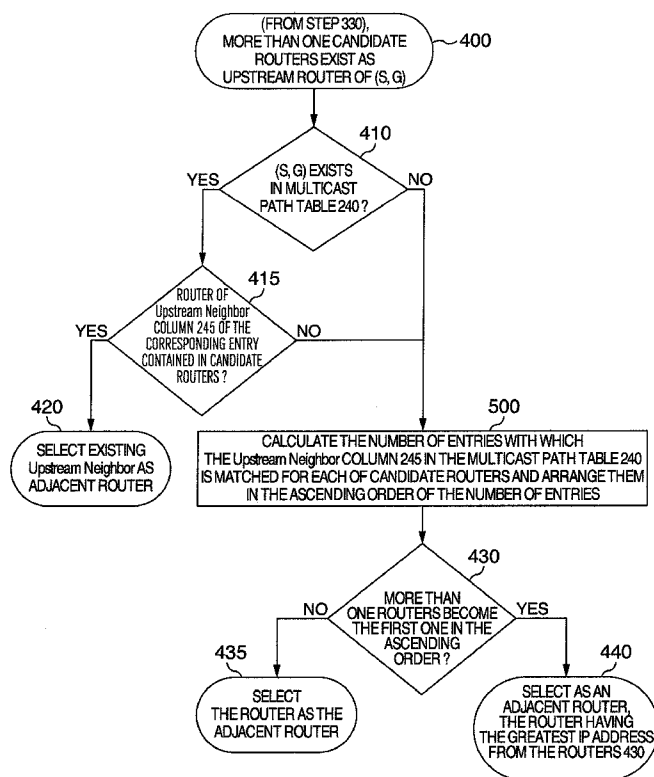 (FROM STEP 330),
MORE THAN ONE CANDIDATE
ROUTERS EXIST AS
UPSTREAM ROUTER OF (S, G)
400
410
(S, G) EXISTS
IN MULTICAST
PATH TABLE 240 ?
YES
NO
415
ROUTER OF
Upstream Neighbor
COLUMN 245 OF THE
CORRESPONDING ENTRY
CONTAINED IN CANDIDATE
ROUTERS ?
YES
NO
420
SELECT EXISTING
Upstream Neighbor AS
ADJACENT ROUTER
500
CALCULATE THE NUMBER OF ENTRIES WITH WHICH
THE Upstream Neighbor COLUMN 245 IN THE MULTICAST PATH TABLE 240
IS MATCHED FOR EACH OF CANDIDATE ROUTERS AND ARRANGE THEM
IN THE ASCENDING ORDER OF THE NUMBER OF ENTRIES
430
MORE THAN
ONE ROUTERS BECOME
THE FIRST ONE IN THE
ASCENDING
ORDER ?
NO
YES
435
SELECT
THE ROUTER AS THE
ADJACENT ROUTER
440
SELECT AS AN
ADJACENT ROUTER,
THE ROUTER HAVING
THE GREATEST IP ADDRESS
FROM THE ROUTERS 430